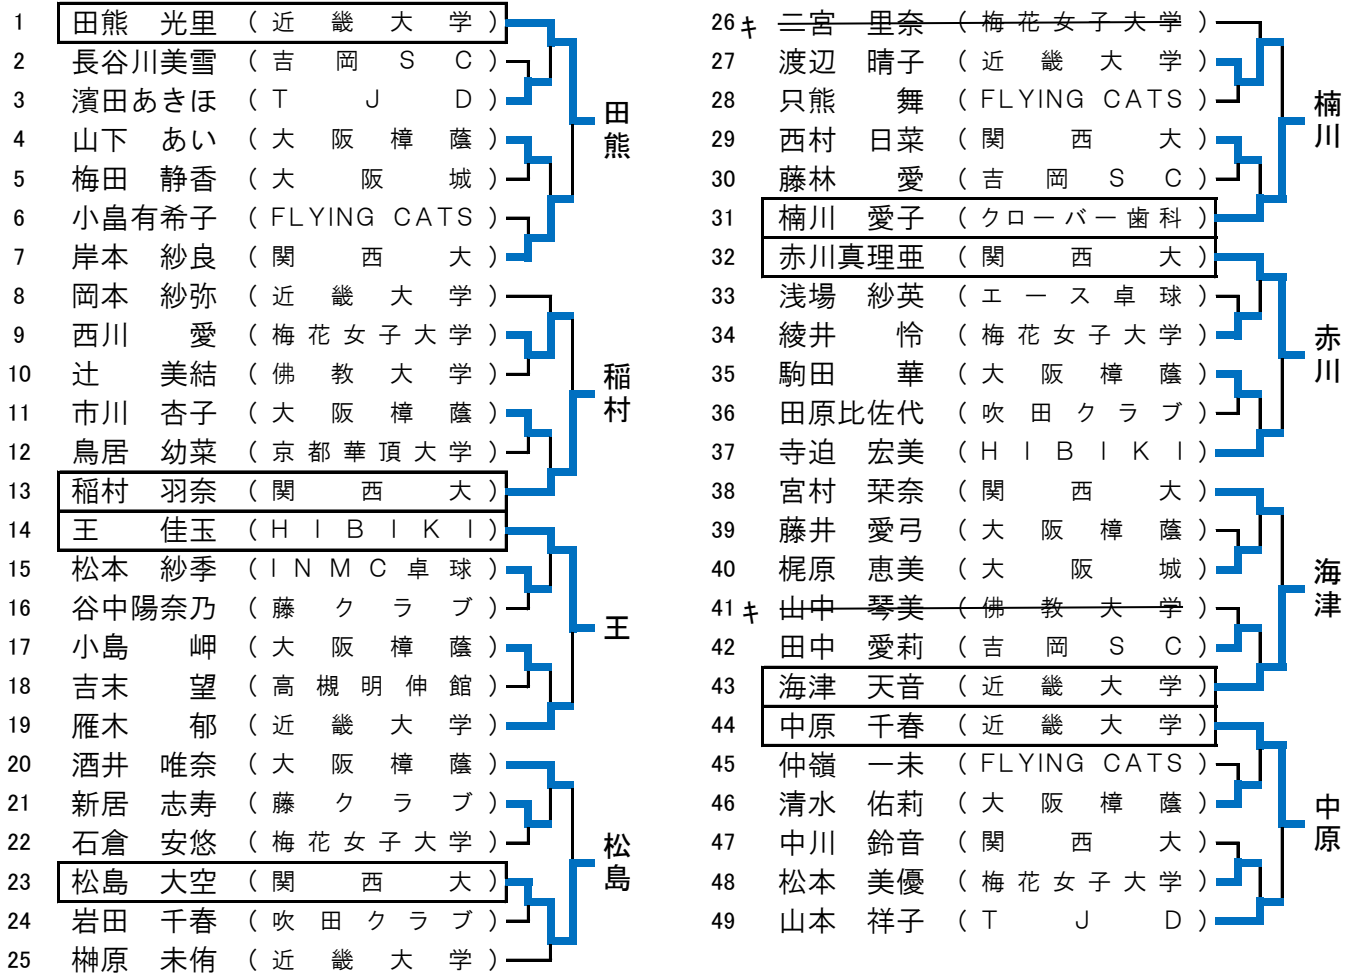 1 田熊 光里 (近畿大学)
2 長谷川美雪 (吉岡SC)
3 濱田あきほ (TJD)
4 山下 あい (大阪樟蔭)
5 梅田 静香 (大阪城)
6 小畠有希子 (FLYING CATS)
7 岸本 紗良 (関西大)
田熊
8 岡本 紗弥 (近畿大学)
9 西川 愛 (梅花女子大学)
10 辻 美結 (佛教大学)
11 市川 杏子 (大阪樟蔭)
12 鳥居 幼菜 (京都華頂大学)
13 稲村 羽奈 (関西大)
稲村
14 王 佳玉 (HIBIKI)
15 松本 紗季 (INMC卓球)
16 谷中陽奈乃 (藤クラブ)
17 小島 岬 (大阪樟蔭)
18 吉末 望 (高槻明伸館)
19 雁木 郁 (近畿大学)
王
20 酒井 唯奈 (大阪樟蔭)
21 新居 志寿 (藤クラブ)
22 石倉 安悠 (梅花女子大学)
23 松島 大空 (関西大)
24 岩田 千春 (吹田クラブ)
25 榊原 未侑 (近畿大学)
松島
26 キ 二宮 里奈 (梅花女子大学)
27 渡辺 晴子 (近畿大学)
28 只熊 舞 (FLYING CATS)
29 西村 日菜 (関西大)
30 藤林 愛 (吉岡SC)
31 楠川 愛子 (クローバー歯科)
楠川
32 赤川真理亜 (関西大)
33 浅場 紗英 (エース卓球)
34 綾井 怜 (梅花女子大学)
35 駒田 華 (大阪樟蔭)
36 田原比佐代 (吹田クラブ)
37 寺迫 宏美 (HIBIKI)
赤川
38 宮村 栞奈 (関西大)
39 藤井 愛弓 (大阪樟蔭)
40 梶原 恵美 (大阪城)
41 キ 山中 琴美 (佛教大学)
42 田中 愛莉 (吉岡SC)
43 海津 天音 (近畿大学)
海津
44 中原 千春 (近畿大学)
45 仲嶺 一未 (FLYING CATS)
46 清水 佑莉 (大阪樟蔭)
47 中川 鈴音 (関西大)
48 松本 美優 (梅花女子大学)
49 山本 祥子 (TJD)
中原